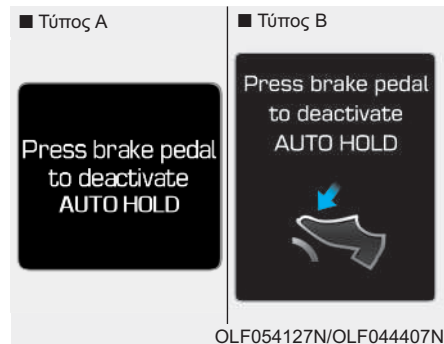 ■ Τύπος A
Press brake pedal
to deactivate
AUTO HOLD
■ Τύπος B
Press brake pedal
to deactivate
AUTO HOLD
OLF054127N/OLF044407N